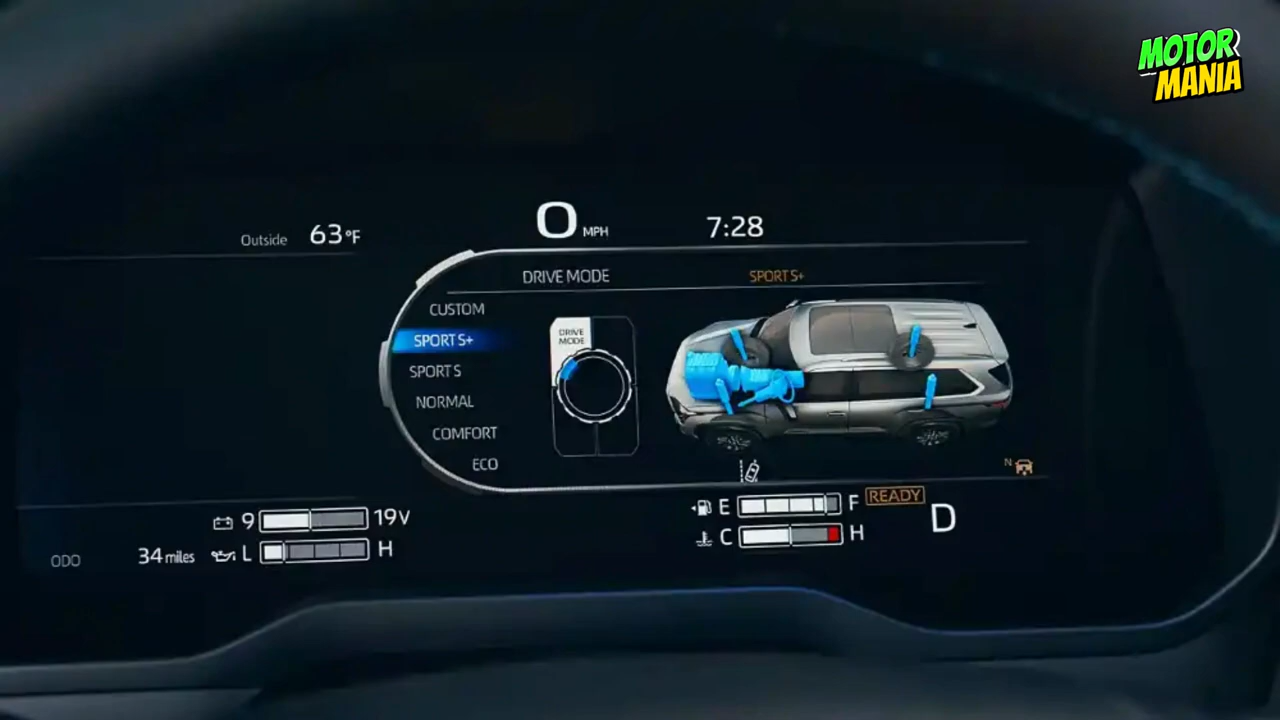 MOTOR
MANIA
Outside 63°F
0 MPH
7:28
DRIVE MODE
SPORT S+
CUSTOM
SPORT S+
SPORT S
NORMAL
COMFORT
ECO
DRIVE
MODE
N
9 19V
E F
READY
D
ODO 34 miles
L H
C H